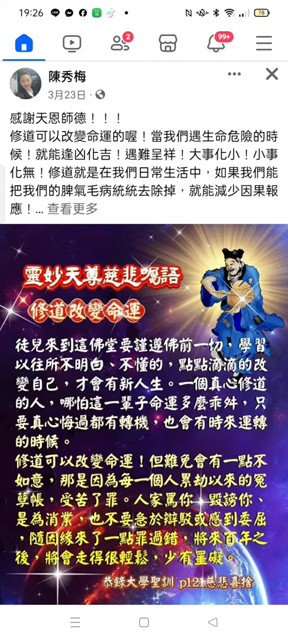 19:26
2
99+
陳秀梅
3月23日
感謝天恩師德！！！
修道可以改變命運的喔！當我們遇生命危險的時
候！就能逢凶化吉！遇難呈祥！大事化小！小事
化無！修道就是在我們日常生活中，如果我們能
把我們的脾氣毛病統統去除掉，就能減少因果報
應！... 查看更多
靈妙天尊慈悲嘱語
修道改變命運
徒兒來到這佛堂要謹遵佛前一切，學習
以往所不明白、不懂的，點點滴滴的改
變自己，才會有新人生。一個真心修道
的人，哪怕這一輩子命運多麼乖舛，只
要真心悔過都有轉機，也會有時來運轉
的時候。
修道可以改變命運！但難免會有一點不
如意，那是因為每一個人累劫以來的冤
孽帳，受苦了罪。人家罵你、毀謗你、
是為消業，也不要急於辯駁或感到委屈
，隨因緣來了一點罪過錯，將來百年之
後，將會走得很輕鬆，少有罣礙。
恭錄大學聖訓 p121慈悲喜捨